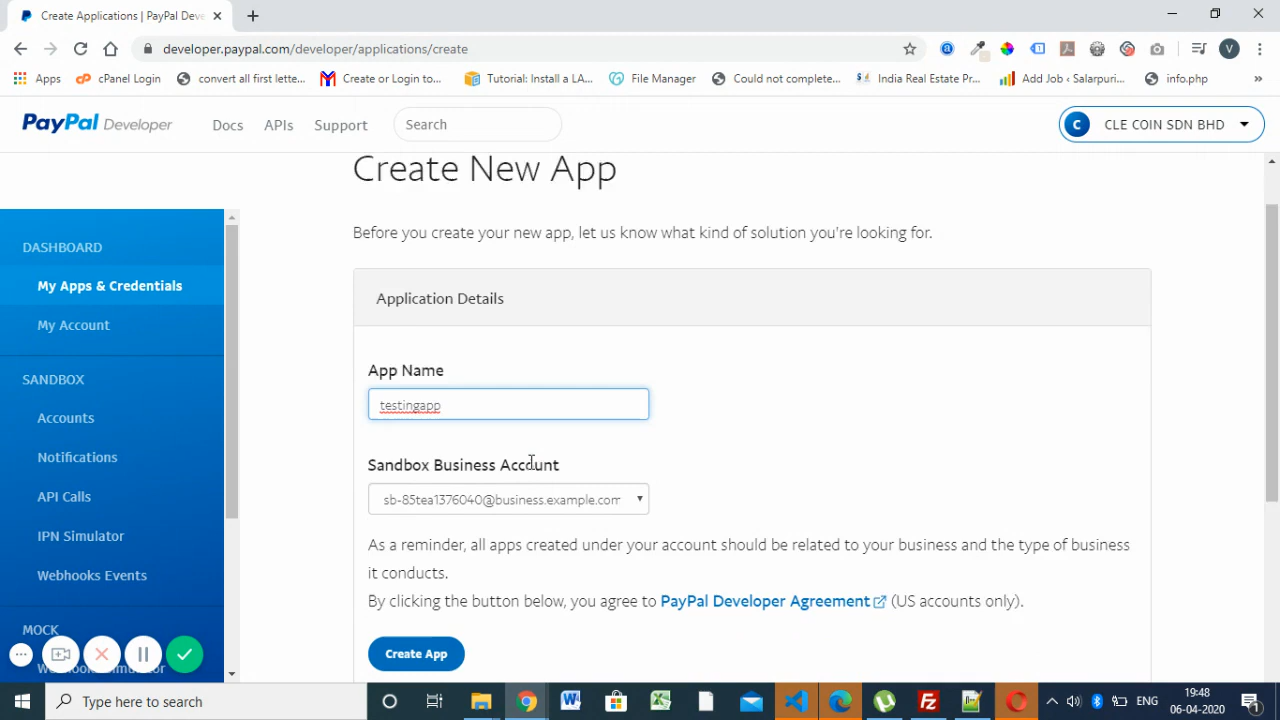 Create Applications | PayPal Deve
developer.paypal.com/developer/applications/create
V
Apps
cPanel Login
convert all first lette...
Create or Login to...
Tutorial: Install a LA...
File Manager
Could not complete...
India Real Estate Pr...
Add Job ‹ Salarpuri...
info.php
»
PayPal Developer
Docs
APIs
Support
Search
C
CLE COIN SDN BHD
Create New App
Before you create your new app, let us know what kind of solution you're looking for.
DASHBOARD
My Apps & Credentials
My Account
SANDBOX
Accounts
Notifications
API Calls
IPN Simulator
Webhooks Events
MOCK
Application Details
App Name
testingapp
Sandbox Business Account
sb-85tea1376040@business.example.com
As a reminder, all apps created under your account should be related to your business and the type of business
it conducts.
By clicking the button below, you agree to PayPal Developer Agreement (US accounts only).
Create App
Type here to search
ENG
19:48
06-04-2020
1